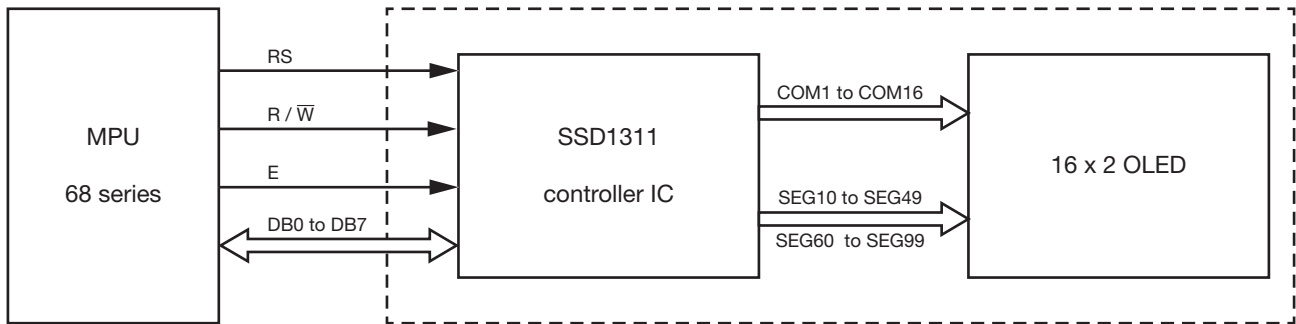 MPU
68 series
RS
R / W̅
E
DB0 to DB7
SSD1311
controller IC
COM1 to COM16
SEG10 to SEG49
SEG60 to SEG99
16 x 2 OLED